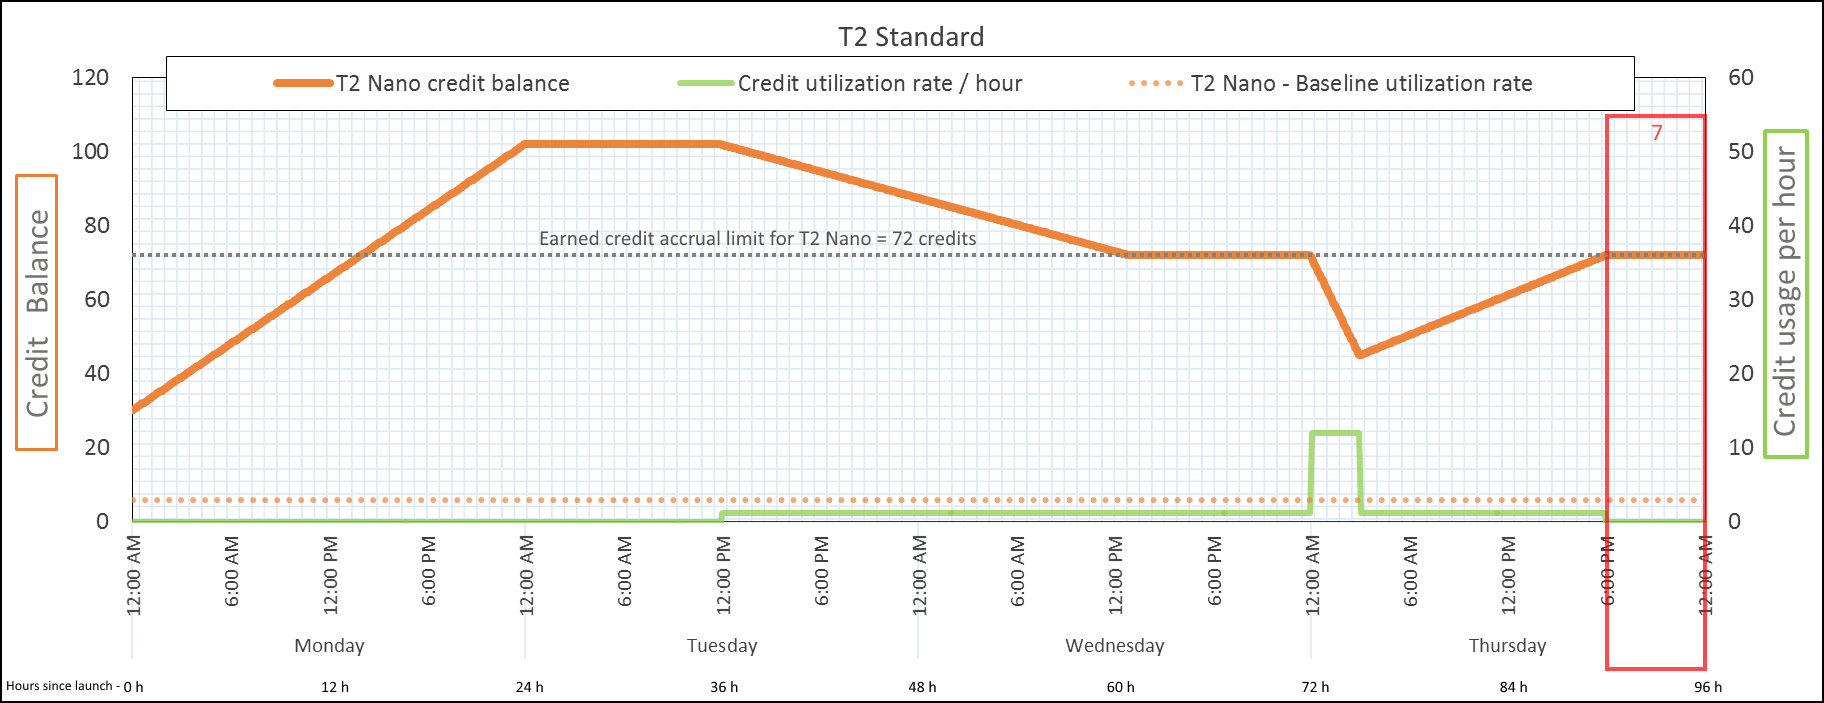 T2 Standard
T2 Nano credit balance
Credit utilization rate / hour
T2 Nano - Baseline utilization rate
120
100
80
60
40
20
0
Credit Balance
60
50
40
30
20
10
0
Credit usage per hour
7
Earned credit accrual limit for T2 Nano = 72 credits
12:00 AM
6:00 AM
12:00 PM
6:00 PM
12:00 AM
6:00 AM
12:00 PM
6:00 PM
12:00 AM
6:00 AM
12:00 PM
6:00 PM
12:00 AM
6:00 AM
12:00 PM
6:00 PM
12:00 AM
Monday
Tuesday
Wednesday
Thursday
Hours since launch - 0 h
12 h
24 h
36 h
48 h
60 h
72 h
84 h
96 h